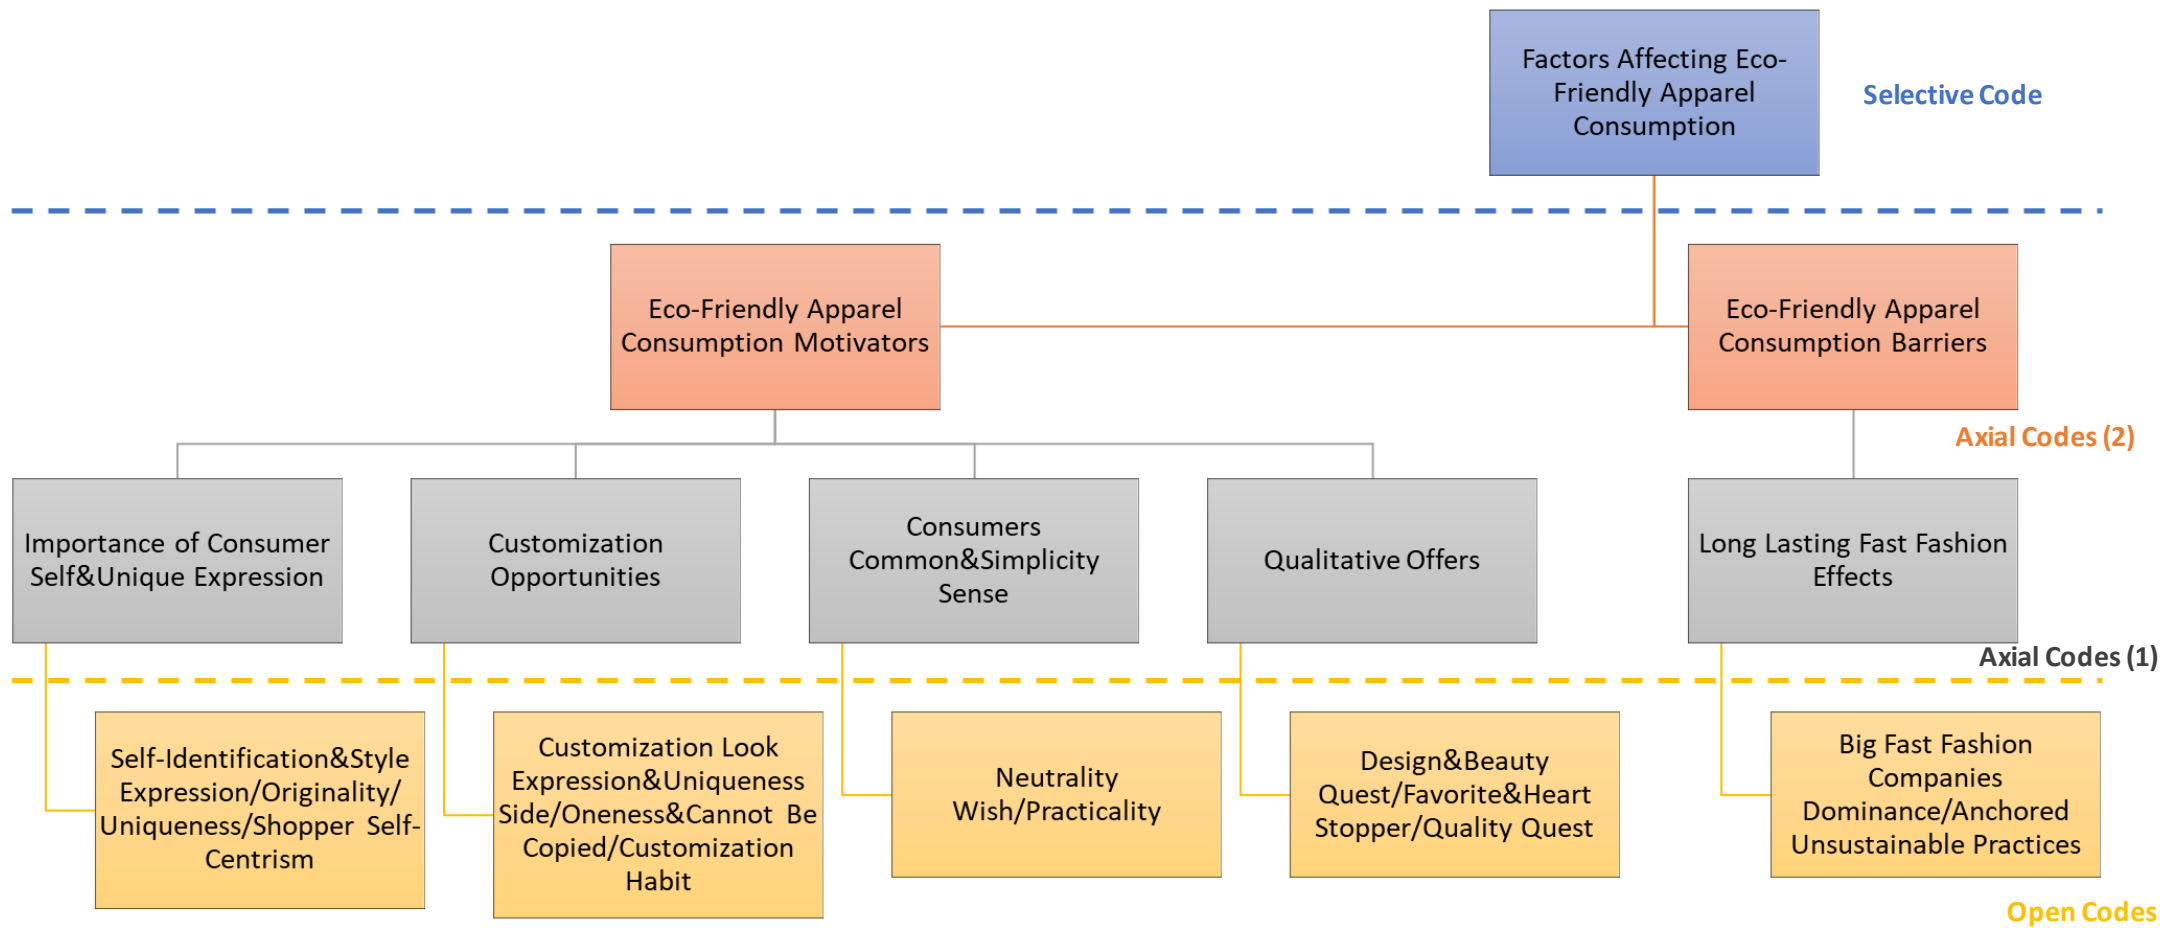 Factors Affecting Eco-
Friendly Apparel
Consumption
Selective Code
Eco-Friendly Apparel
Consumption Motivators
Eco-Friendly Apparel
Consumption Barriers
Axial Codes (2)
Importance of Consumer
Self&Unique Expression
Customization
Opportunities
Consumers
Common&Simplicity
Sense
Qualitative Offers
Long Lasting Fast Fashion
Effects
Axial Codes (1)
Self-Identification&Style
Expression/Originality/
Uniqueness/Shopper Self-
Centrism
Customization Look
Expression&Uniqueness
Side/Oneness&Cannot Be
Copied/Customization
Habit
Neutrality
Wish/Practicality
Design&Beauty
Quest/Favorite&Heart
Stopper/Quality Quest
Big Fast Fashion
Companies
Dominance/Anchored
Unsustainable Practices
Open Codes